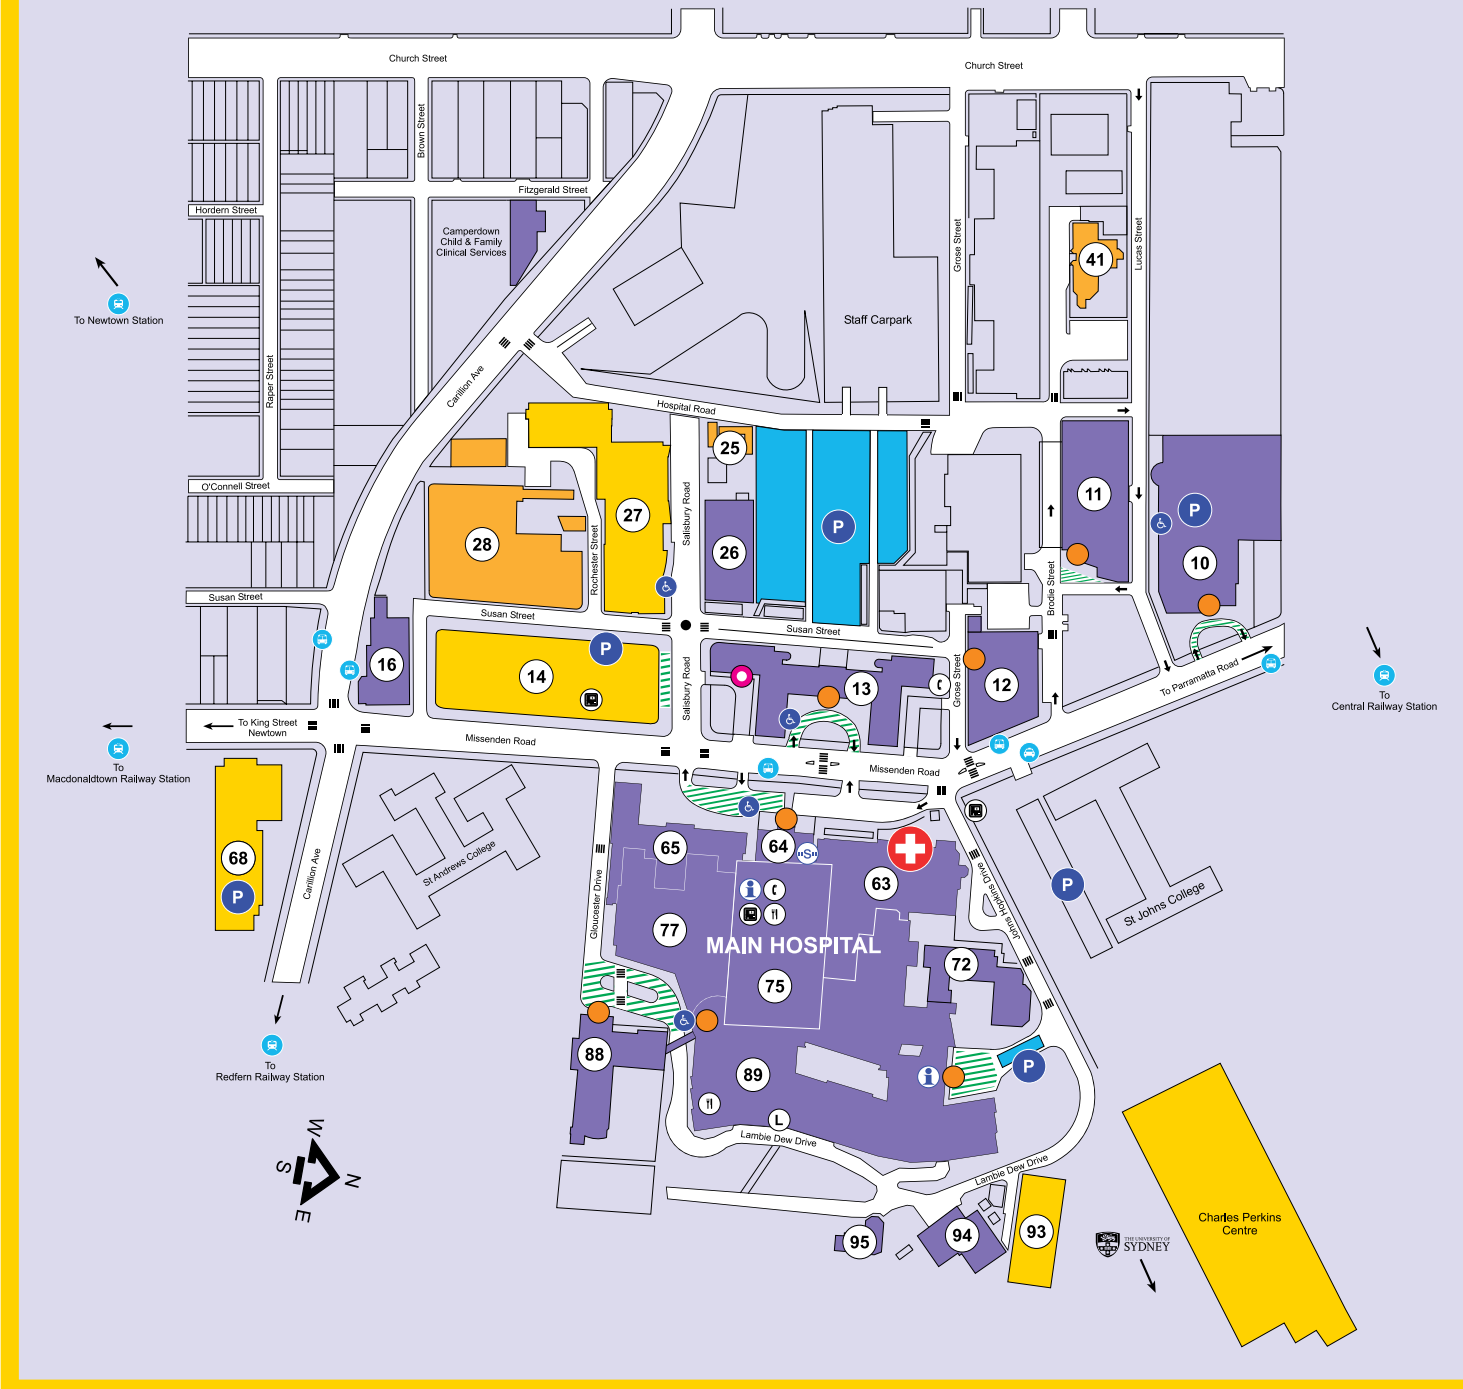 Church Street
Church Street
Brown Street
Fitzgerald Street
Hordern Street
Camperdown
Child & Family
Clinical Services
Grose Street
Lucas Street
41
To Newtown Station
Staff Carpark
Raper Street
Carillion Ave
Hospital Road
25
O'Connell Street
Salisbury Road
11
P
27
P
28
26
10
Rochester Street
Brodie Street
Susan Street
Susan Street
Susan Street
P
16
14
Salisbury Road
13
Grose Street
12
To Parramatta Road
To
Central Railway Station
To King Street
Newtown
Missenden Road
Missenden Road
To
Macdonaldtown Railway Station
65
64
"S"
63
68
P
Carillion Ave
St Andrews College
Gloucester Drive
i
Johns Hopkins Drive
P
St Johns College
77
MAIN HOSPITAL
72
75
88
89
i
P
To
Redfern Railway Station
L
Lambie Dew Drive
Lambie Dew Drive
W
S
N
E
95
94
93
THE UNIVERSITY OF
SYDNEY
Charles Perkins
Centre